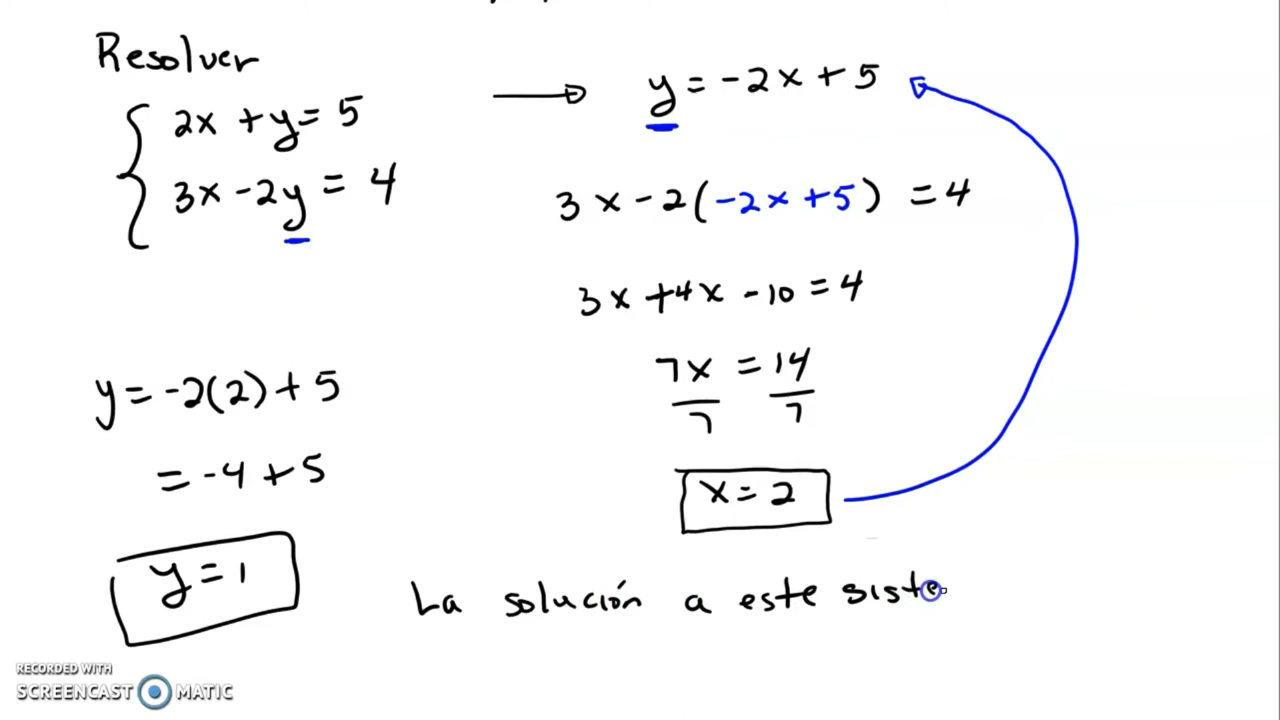 Resolver
2x + y = 5
3x - 2y = 4
y = -2x + 5
3x - 2(-2x + 5) = 4
3x + 4x - 10 = 4
7x = 14
7 7
x = 2
y = -2(2) + 5
= -4 + 5
y = 1
La solución a este siste
RECORDED WITH
SCREENCAST MATIC